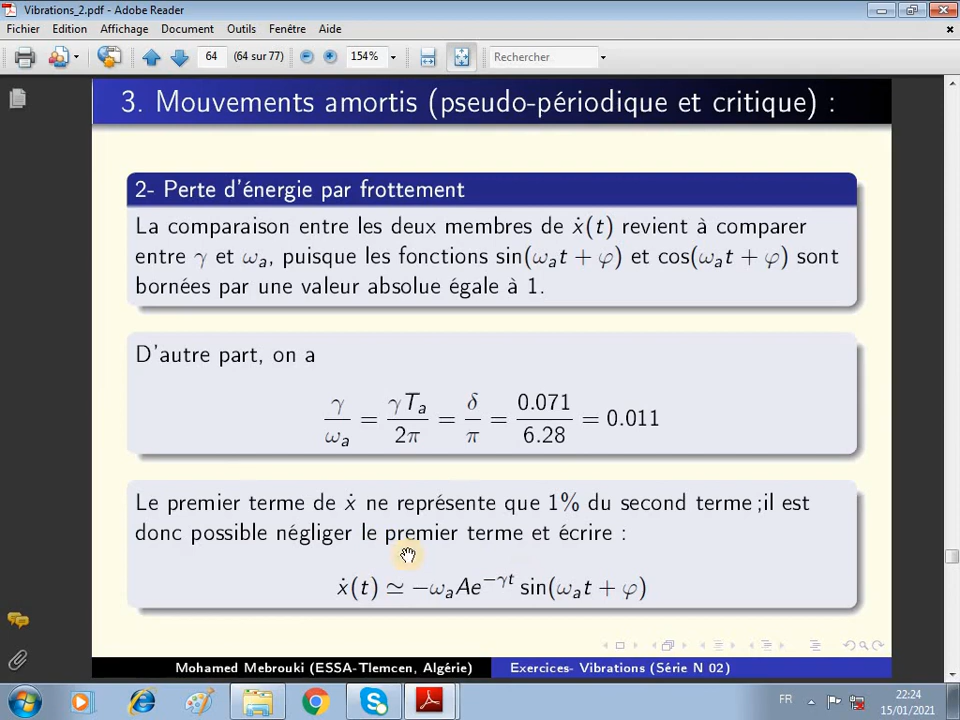 Vibrations_2.pdf - Adobe Reader
Fichier Edition Affichage Document Outils Fenêtre Aide
64 (64 sur 77) 154% Rechercher
3. Mouvements amortis (pseudo-périodique et critique) :
2- Perte d'énergie par frottement
La comparaison entre les deux membres de ẋ(t) revient à comparer
entre γ et ωₐ, puisque les fonctions sin(ωₐt + φ) et cos(ωₐt + φ) sont
bornées par une valeur absolue égale à 1.
D'autre part, on a
γ/ωₐ = γTₐ/2π = δ/π = 0.071/6.28 = 0.011
Le premier terme de ẋ ne représente que 1% du second terme ;il est
donc possible négliger le premier terme et écrire :
ẋ(t) ≃ −ωₐAe^{−γt} sin(ωₐt + φ)
Mohamed Mebrouki (ESSA-Tlemcen, Algérie) Exercices- Vibrations (Série N 02)
FR 22:24
15/01/2021